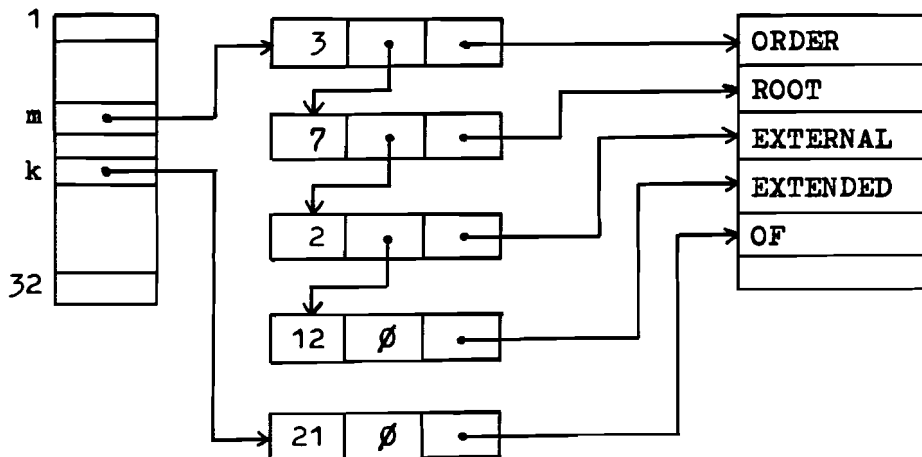 1
m
k
32
3
7
2
12 Ø
21 Ø
ORDER
ROOT
EXTERNAL
EXTENDED
OF